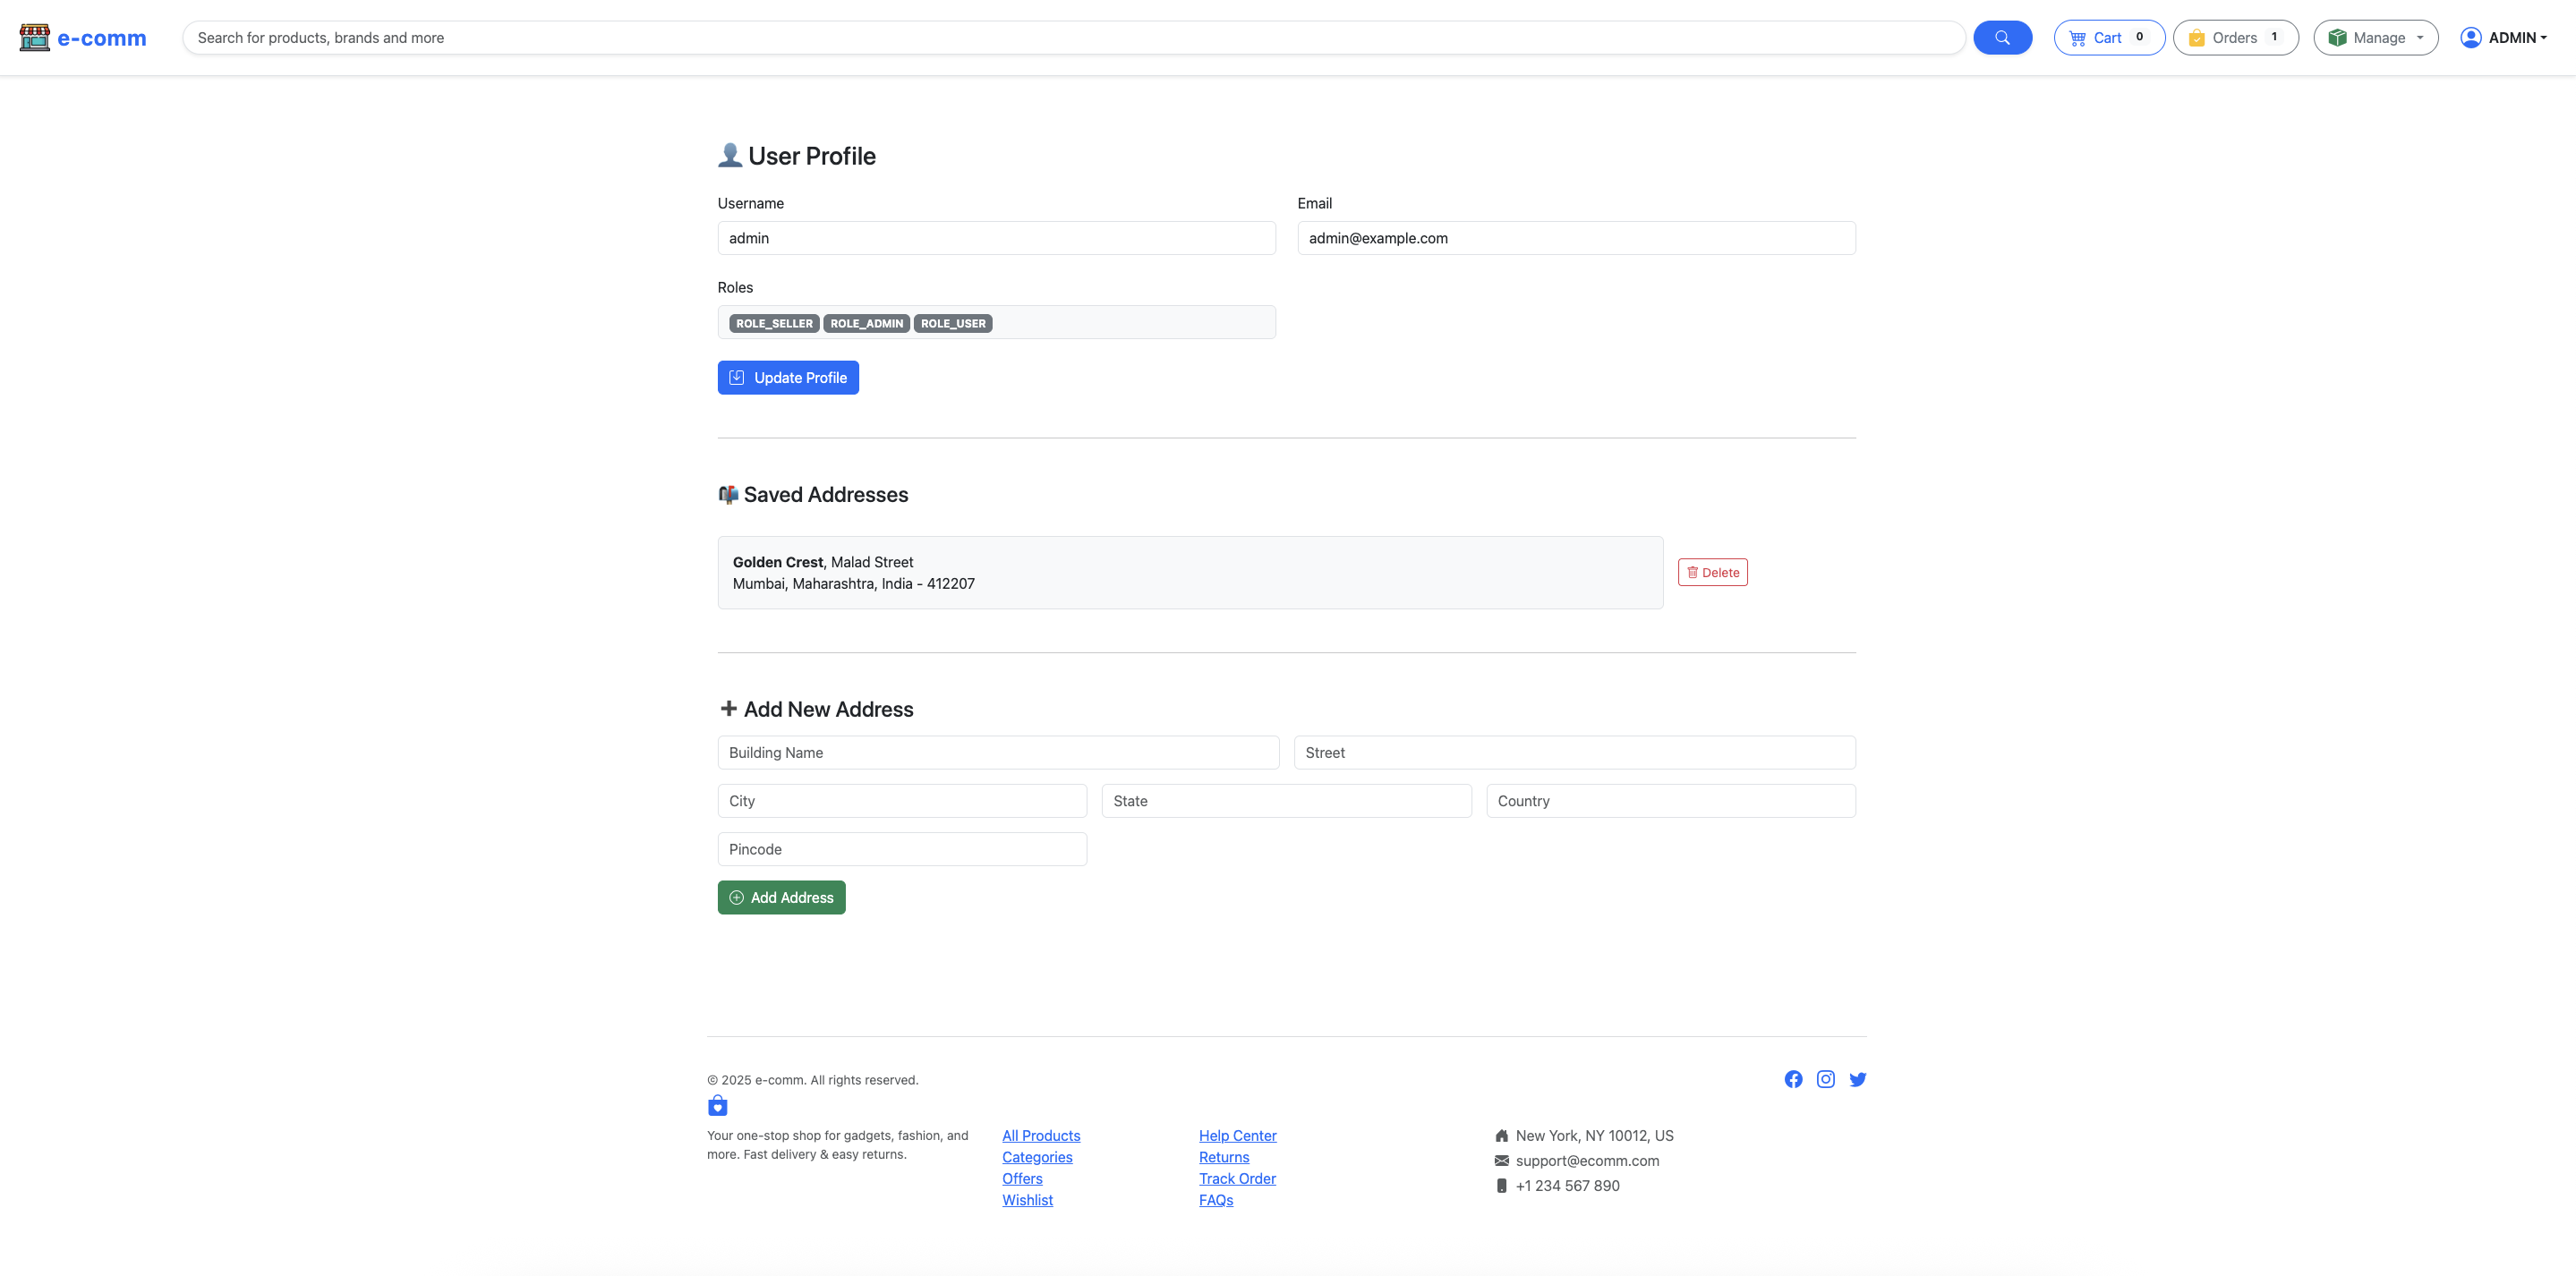 e-comm
Search for products, brands and more
Cart 0
Orders 1
Manage
ADMIN
User Profile
Username
Email
admin
admin@example.com
Roles
ROLE_SELLER ROLE_ADMIN ROLE_USER
Update Profile
Saved Addresses
Golden Crest, Malad Street
Mumbai, Maharashtra, India - 412207
Delete
Add New Address
Building Name
Street
City
State
Country
Pincode
Add Address
© 2025 e-comm. All rights reserved.
Your one-stop shop for gadgets, fashion, and
more. Fast delivery & easy returns.
All Products
Categories
Offers
Wishlist
Help Center
Returns
Track Order
FAQs
New York, NY 10012, US
support@ecomm.com
+1 234 567 890